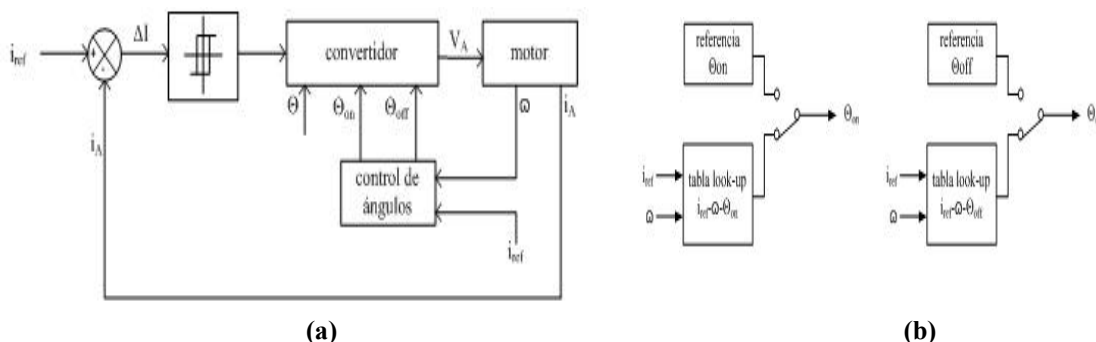 i_ref
+
-
ΔI
convertidor
V_A
motor
Θ
Θ_on
Θ_off
ϖ
i_A
i_A
control de
ángulos
i_ref
(a)
referencia
Θon
Θ_on
i_ref
ϖ
tabla look-up
i_ref-ϖ-Θ_on
referencia
Θoff
i_ref
ϖ
tabla look-up
i_ref-ϖ-Θ_off
(b)